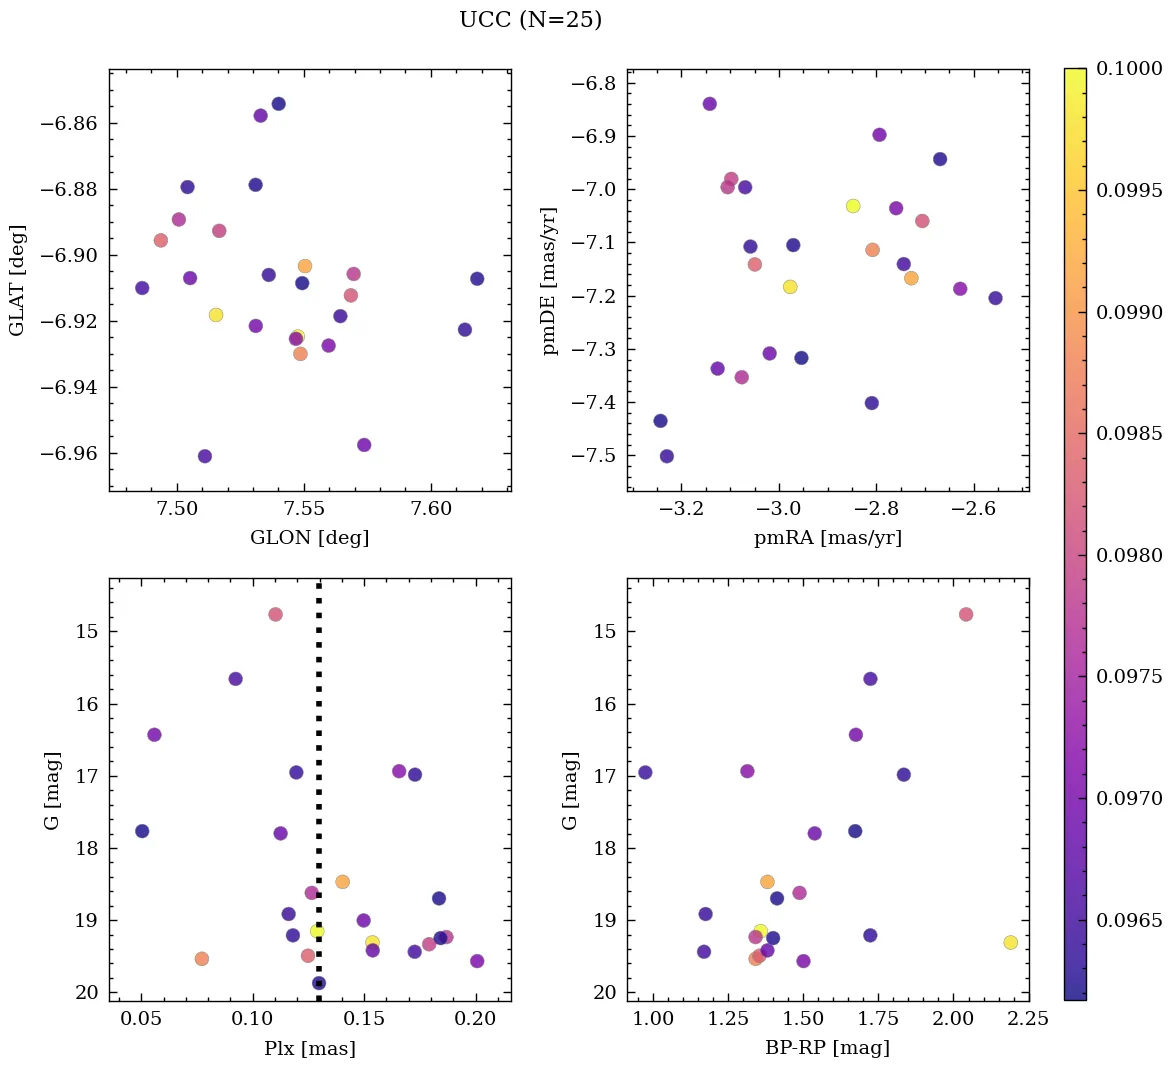 UCC (N=25)
−6.86
−6.88
−6.90
−6.92
−6.94
−6.96
GLAT [deg]
7.50 7.55 7.60
GLON [deg]
−6.8
−6.9
−7.0
−7.1
−7.2
−7.3
−7.4
−7.5
pmDE [mas/yr]
−3.2 −3.0 −2.8 −2.6
pmRA [mas/yr]
15
16
17
18
19
20
G [mag]
0.05 0.10 0.15 0.20
Plx [mas]
15
16
17
18
19
20
G [mag]
1.00 1.25 1.50 1.75 2.00 2.25
BP-RP [mag]
0.1000
0.0995
0.0990
0.0985
0.0980
0.0975
0.0970
0.0965